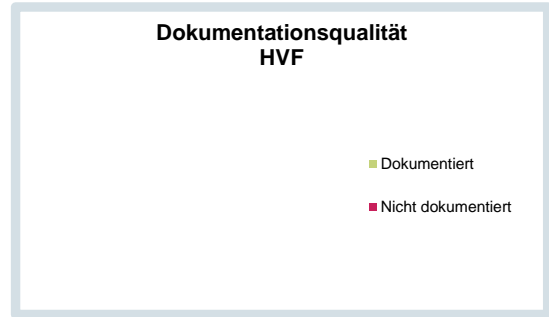 Dokumentationsqualität
HVF
Dokumentiert
Nicht dokumentiert